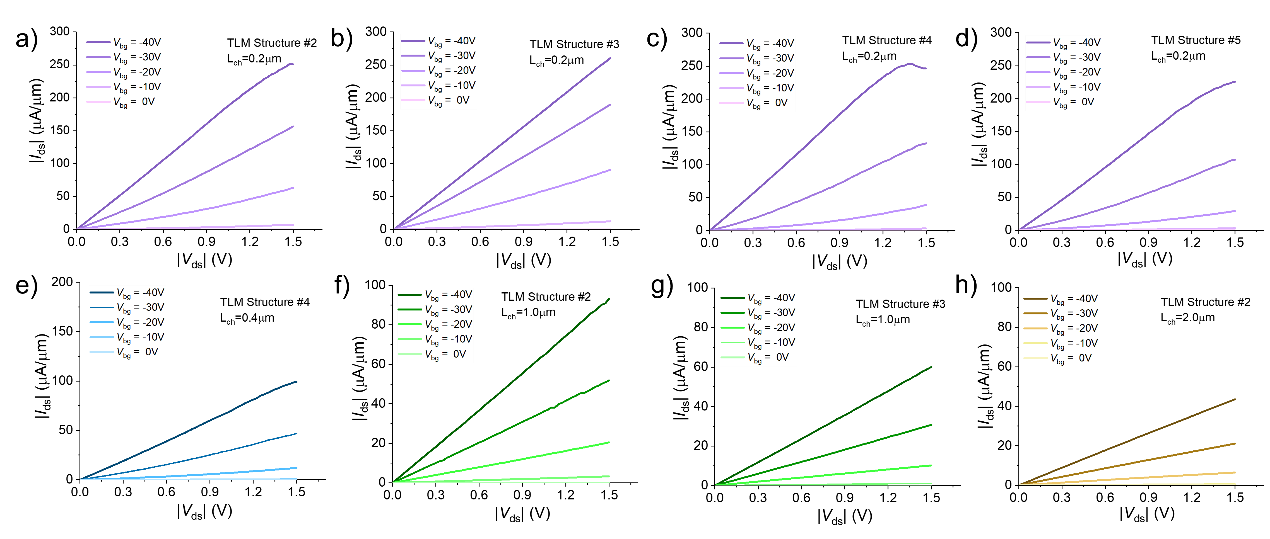 a)
V_bg = -40V
V_bg = -30V
V_bg = -20V
V_bg = -10V
V_bg = 0V
TLM Structure #2
L_ch=0.2μm
300
250
200
150
100
50
0
0.0 0.3 0.6 0.9 1.2 1.5
|I_ds| (μA/μm)
|V_ds| (V)
b)
V_bg = -40V
V_bg = -30V
V_bg = -20V
V_bg = -10V
V_bg = 0V
TLM Structure #3
L_ch=0.2μm
300
250
200
150
100
50
0
0.0 0.3 0.6 0.9 1.2 1.5
|I_ds| (μA/μm)
|V_ds| (V)
c)
V_bg = -40V
V_bg = -30V
V_bg = -20V
V_bg = -10V
V_bg = 0V
TLM Structure #4
L_ch=0.2μm
300
250
200
150
100
50
0
0.0 0.3 0.6 0.9 1.2 1.5
|I_ds| (μA/μm)
|V_ds| (V)
d)
V_bg = -40V
V_bg = -30V
V_bg = -20V
V_bg = -10V
V_bg = 0V
TLM Structure #5
L_ch=0.2μm
300
250
200
150
100
50
0
0.0 0.3 0.6 0.9 1.2 1.5
|I_ds| (μA/μm)
|V_ds| (V)
e)
V_bg = -40V
V_bg = -30V
V_bg = -20V
V_bg = -10V
V_bg = 0V
TLM Structure #4
L_ch=0.4μm
200
150
100
50
0
0.0 0.3 0.6 0.9 1.2 1.5
|I_ds| (μA/μm)
|V_ds| (V)
f)
V_bg = -40V
V_bg = -30V
V_bg = -20V
V_bg = -10V
V_bg = 0V
TLM Structure #2
L_ch=1.0μm
100
80
60
40
20
0
0.0 0.3 0.6 0.9 1.2 1.5
|I_ds| (μA/μm)
|V_ds| (V)
g)
V_bg = -40V
V_bg = -30V
V_bg = -20V
V_bg = -10V
V_bg = 0V
TLM Structure #3
L_ch=1.0μm
100
80
60
40
20
0
0.0 0.3 0.6 0.9 1.2 1.5
|I_ds| (μA/μm)
|V_ds| (V)
h)
V_bg = -40V
V_bg = -30V
V_bg = -20V
V_bg = -10V
V_bg = 0V
TLM Structure #2
L_ch=2.0μm
100
80
60
40
20
0
0.0 0.3 0.6 0.9 1.2 1.5
|I_ds| (μA/μm)
|V_ds| (V)